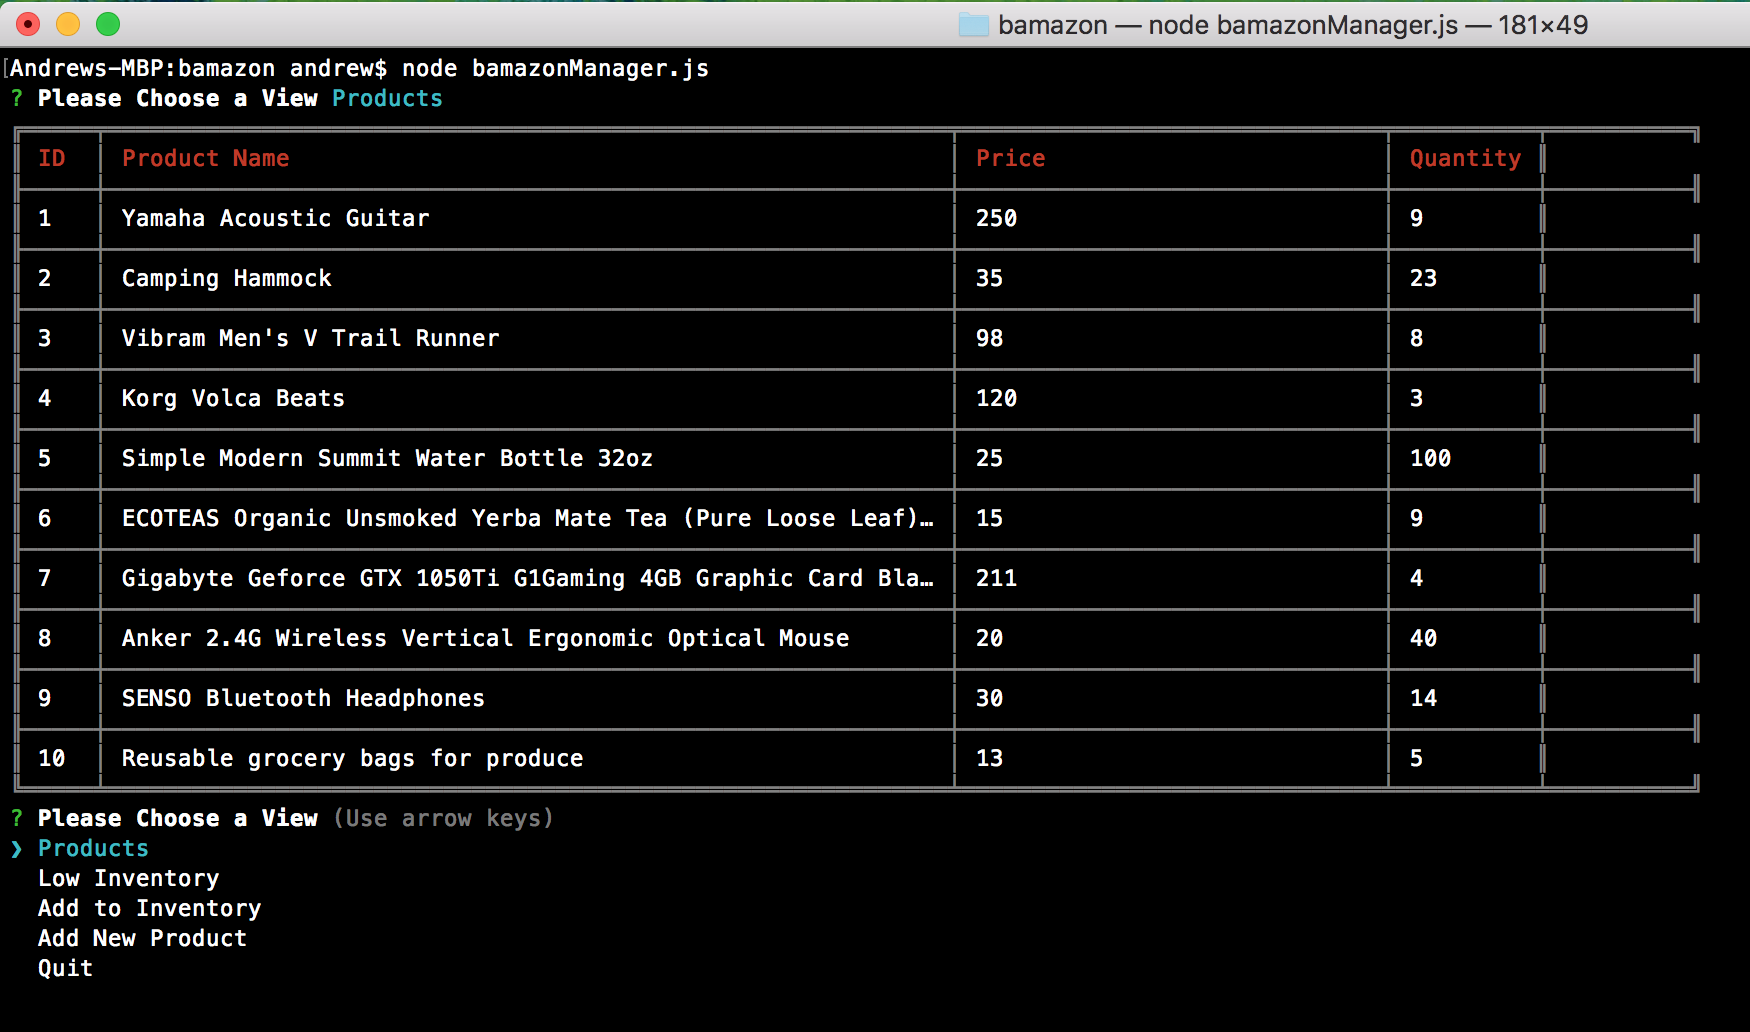 bamazon — node bamazonManager.js — 181×49
[Andrews-MBP:bamazon andrew$ node bamazonManager.js
? Please Choose a View Products
ID Product Name Price Quantity
1 Yamaha Acoustic Guitar 250 9
2 Camping Hammock 35 23
3 Vibram Men's V Trail Runner 98 8
4 Korg Volca Beats 120 3
5 Simple Modern Summit Water Bottle 32oz 25 100
6 ECOTEAS Organic Unsmoked Yerba Mate Tea (Pure Loose Leaf)… 15 9
7 Gigabyte Geforce GTX 1050Ti G1Gaming 4GB Graphic Card Bla… 211 4
8 Anker 2.4G Wireless Vertical Ergonomic Optical Mouse 20 40
9 SENSO Bluetooth Headphones 30 14
10 Reusable grocery bags for produce 13 5
? Please Choose a View (Use arrow keys)
❯ Products
Low Inventory
Add to Inventory
Add New Product
Quit